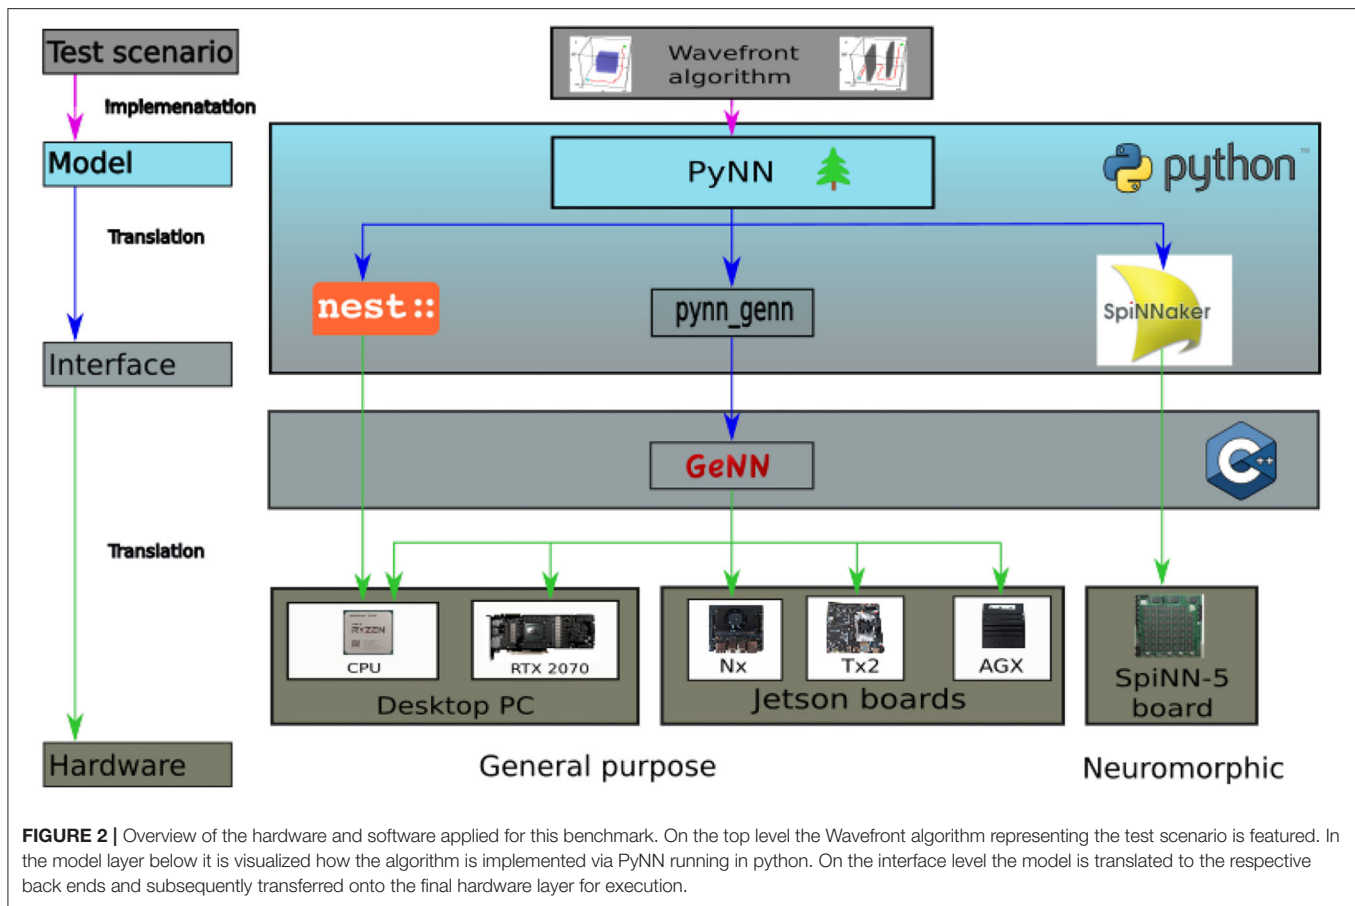 Test scenario
Wavefront
algorithm
Implemenatation
Model
PyNN
python™
Translation
nest::
pynn_genn
SpiNNaker
Interface
GeNN
C++
Translation
RYZEN
CPU
RTX 2070
Nx
Tx2
AGX
Desktop PC
Jetson boards
SpiNN-5
board
Hardware
General purpose
Neuromorphic
FIGURE 2 | Overview of the hardware and software applied for this benchmark. On the top level the Wavefront algorithm representing the test scenario is featured. In
the model layer below it is visualized how the algorithm is implemented via PyNN running in python. On the interface level the model is translated to the respective
back ends and subsequently transferred onto the final hardware layer for execution.